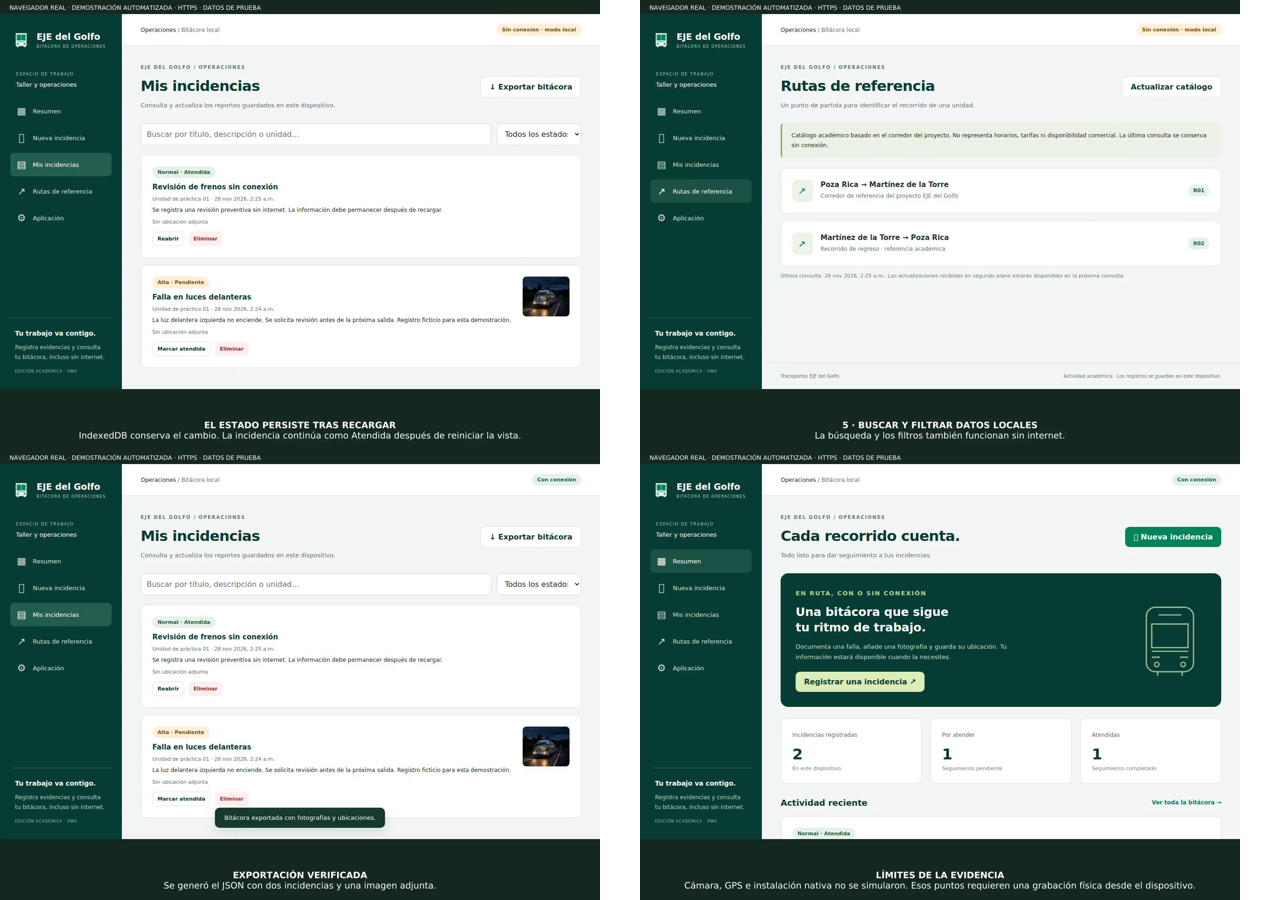 NAVEGADOR REAL · DEMOSTRACIÓN AUTOMATIZADA · HTTPS · DATOS DE PRUEBA
EJE del Golfo
BITÁCORA DE OPERACIONES
ESPACIO DE TRABAJO
Taller y operaciones
Resumen
Nueva incidencia
Mis incidencias
Rutas de referencia
Aplicación
Tu trabajo va contigo.
Registra evidencias y consulta
tu bitácora, incluso sin internet.
EDICIÓN ACADÉMICA · PWA
Operaciones / Bitácora local
Sin conexión · modo local
EJE DEL GOLFO / OPERACIONES
Mis incidencias
↓ Exportar bitácora
Consulta y actualiza los reportes guardados en este dispositivo.
Buscar por título, descripción o unidad...
Todos los estado
Normal · Atendida
Revisión de frenos sin conexión
Unidad de práctica 01 · 28 nov 2026, 2:25 a.m.
Se registra una revisión preventiva sin internet. La información debe permanecer después de recargar.
Sin ubicación adjunta
Reabrir
Eliminar
Alta · Pendiente
Falla en luces delanteras
Unidad de práctica 01 · 28 nov 2026, 2:24 a.m.
La luz delantera izquierda no enciende. Se solicita revisión antes de la próxima salida. Registro ficticio para esta demostración.
Sin ubicación adjunta
Marcar atendida
Eliminar
EL ESTADO PERSISTE TRAS RECARGAR
IndexedDB conserva el cambio. La incidencia continúa como Atendida después de reiniciar la vista.
NAVEGADOR REAL · DEMOSTRACIÓN AUTOMATIZADA · HTTPS · DATOS DE PRUEBA
EJE del Golfo
BITÁCORA DE OPERACIONES
ESPACIO DE TRABAJO
Taller y operaciones
Resumen
Nueva incidencia
Mis incidencias
Rutas de referencia
Aplicación
Tu trabajo va contigo.
Registra evidencias y consulta
tu bitácora, incluso sin internet.
EDICIÓN ACADÉMICA · PWA
Operaciones / Bitácora local
Sin conexión · modo local
EJE DEL GOLFO / OPERACIONES
Rutas de referencia
Actualizar catálogo
Un punto de partida para identificar el recorrido de una unidad.
Catálogo académico basado en el corredor del proyecto. No representa horarios, tarifas ni disponibilidad comercial. La última consulta se conserva
sin conexión.
Poza Rica → Martínez de la Torre
Corredor de referencia del proyecto EJE del Golfo
R01
Martínez de la Torre → Poza Rica
Recorrido de regreso · referencia académica
R02
Última consulta: 28 nov 2026, 2:25 a.m.. Las actualizaciones recibidas en segundo plano estarán disponibles en la próxima consulta.
Transportes EJE del Golfo
Actividad académica · Los registros se guardan en este dispositivo.
5 · BUSCAR Y FILTRAR DATOS LOCALES
La búsqueda y los filtros también funcionan sin internet.
NAVEGADOR REAL · DEMOSTRACIÓN AUTOMATIZADA · HTTPS · DATOS DE PRUEBA
EJE del Golfo
BITÁCORA DE OPERACIONES
ESPACIO DE TRABAJO
Taller y operaciones
Resumen
Nueva incidencia
Mis incidencias
Rutas de referencia
Aplicación
Tu trabajo va contigo.
Registra evidencias y consulta
tu bitácora, incluso sin internet.
EDICIÓN ACADÉMICA · PWA
Operaciones / Bitácora local
Con conexión
EJE DEL GOLFO / OPERACIONES
Mis incidencias
↓ Exportar bitácora
Consulta y actualiza los reportes guardados en este dispositivo.
Buscar por título, descripción o unidad...
Todos los estado
Normal · Atendida
Revisión de frenos sin conexión
Unidad de práctica 01 · 28 nov 2026, 2:25 a.m.
Se registra una revisión preventiva sin internet. La información debe permanecer después de recargar.
Sin ubicación adjunta
Reabrir
Eliminar
Alta · Pendiente
Falla en luces delanteras
Unidad de práctica 01 · 28 nov 2026, 2:24 a.m.
La luz delantera izquierda no enciende. Se solicita revisión antes de la próxima salida. Registro ficticio para esta demostración.
Sin ubicación adjunta
Marcar atendida
Eliminar
Bitácora exportada con fotografías y ubicaciones.
EXPORTACIÓN VERIFICADA
Se generó el JSON con dos incidencias y una imagen adjunta.
NAVEGADOR REAL · DEMOSTRACIÓN AUTOMATIZADA · HTTPS · DATOS DE PRUEBA
EJE del Golfo
BITÁCORA DE OPERACIONES
ESPACIO DE TRABAJO
Taller y operaciones
Resumen
Nueva incidencia
Mis incidencias
Rutas de referencia
Aplicación
Tu trabajo va contigo.
Registra evidencias y consulta
tu bitácora, incluso sin internet.
EDICIÓN ACADÉMICA · PWA
Operaciones / Bitácora local
Con conexión
EJE DEL GOLFO / OPERACIONES
Cada recorrido cuenta.
Nueva incidencia
Todo listo para dar seguimiento a tus incidencias.
EN RUTA, CON O SIN CONEXIÓN
Una bitácora que sigue
tu ritmo de trabajo.
Documenta una falla, añade una fotografía y guarda su ubicación. Tu
información estará disponible cuando la necesites.
Registrar una incidencia ↗
Incidencias registradas
2
En este dispositivo
Por atender
1
Seguimiento pendiente
Atendidas
1
Seguimiento completado
Actividad reciente
Ver toda la bitácora →
Normal · Atendida
LÍMITES DE LA EVIDENCIA
Cámara, GPS e instalación nativa no se simularon. Esos puntos requieren una grabación física desde el dispositivo.